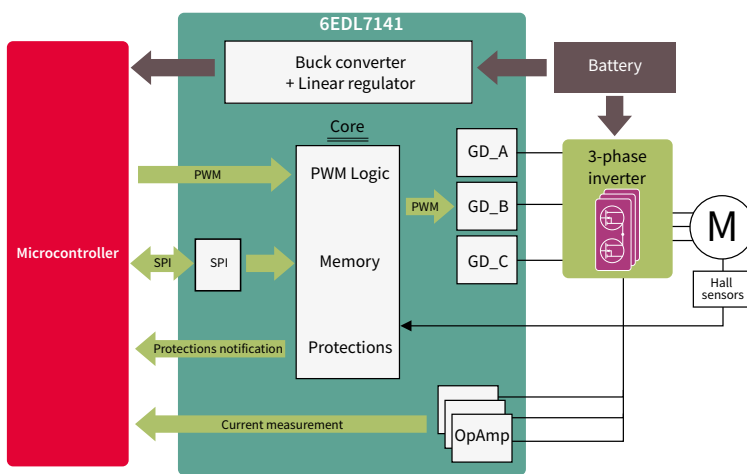 6EDL7141
Buck converter
+ Linear regulator
Battery
Core
PWM Logic
Memory
Protections
GD_A
GD_B
GD_C
3-phase
inverter
M
Hall
sensors
Microcontroller
PWM
PWM
SPI
SPI
Protections notification
Current measurement
OpAmp